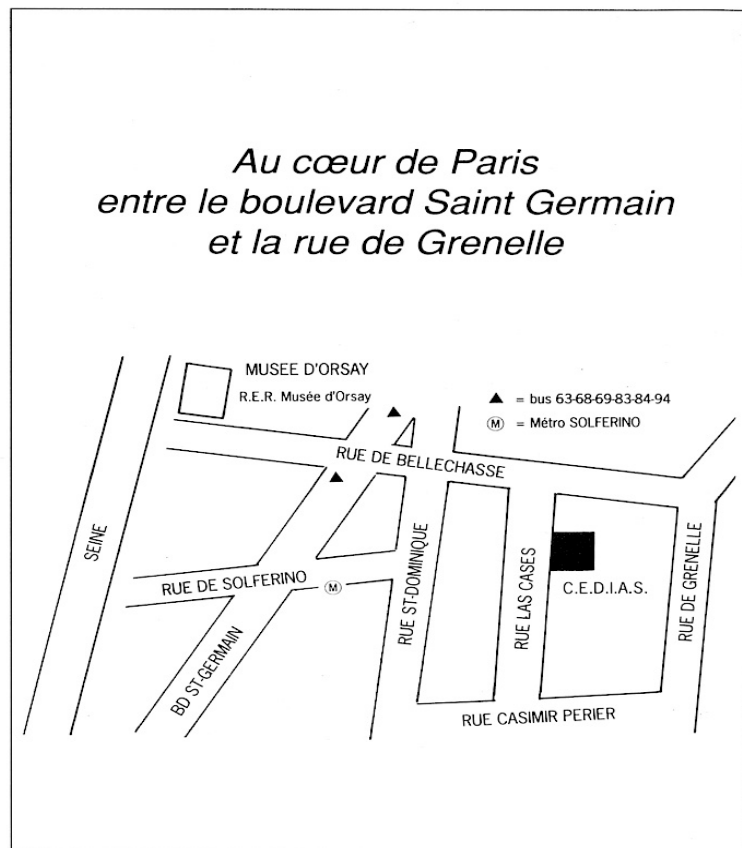 Au cœur de Paris
entre le boulevard Saint Germain
et la rue de Grenelle
MUSEE D'ORSAY
R.E.R. Musée d'Orsay
▲ = bus 63-68-69-83-84-94
Ⓜ = Métro SOLFERINO
RUE DE BELLECHASSE
SEINE
RUE DE SOLFERINO
Ⓜ
BD ST-GERMAIN
RUE ST-DOMINIQUE
RUE LAS CASES
C.E.D.I.A.S.
RUE DE GRENELLE
RUE CASIMIR PERIER